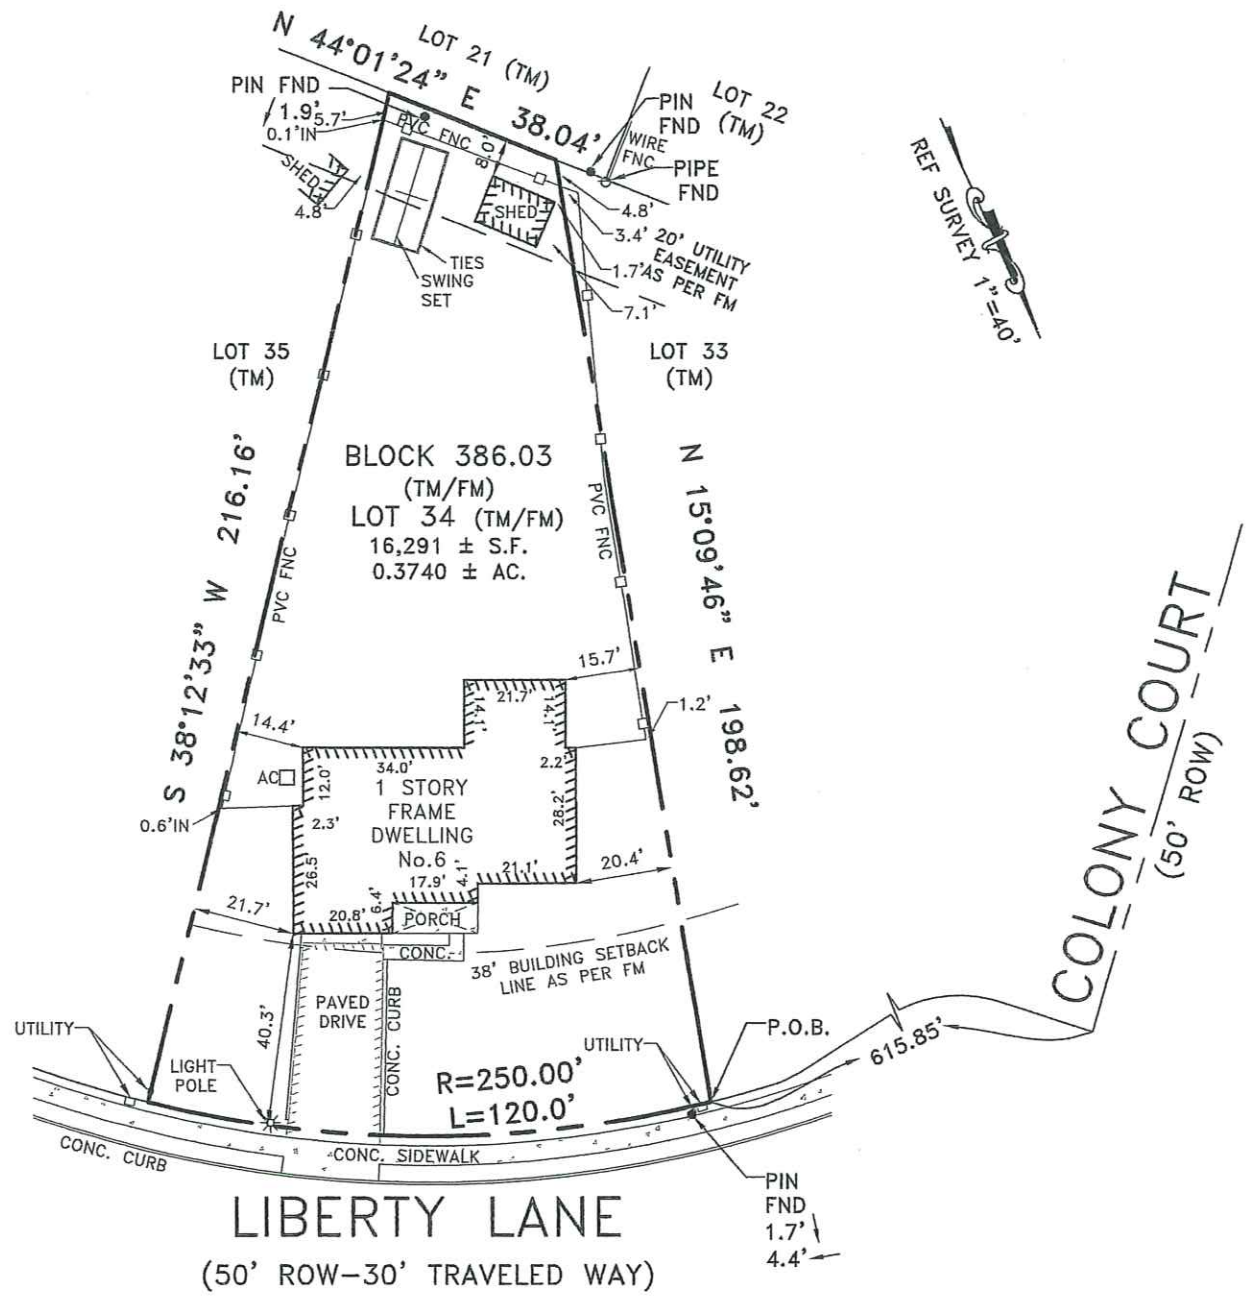 N 44°01'24" E 38.04'
LOT 21 (TM)
LOT 22
(TM)
PIN FND
1.9'
5.7'
0.1'IN
PVC FNC
8.0'
PIN
FND
WIRE
FNC
PIPE
FND
SHED
4.8'
SHED
TIES
SWING
SET
4.8'
3.4'
1.7'
7.1'
20' UTILITY
EASEMENT
AS PER FM
REF SURVEY 1"=40'
LOT 35
(TM)
LOT 33
(TM)
S 38°12'33" W 216.16'
PVC FNC
BLOCK 386.03
(TM/FM)
LOT 34 (TM/FM)
16,291 ± S.F.
0.3740 ± AC.
PVC FNC
N 15°09'46" E 198.62'
15.7'
21.7'
14.1'
14.1'
1.2'
14.4'
34.0'
2.2'
AC
12.0'
1 STORY
FRAME
DWELLING
No.6
28.2'
0.6'IN
2.3'
26.5'
17.9'
4.1'
21.1'
20.4'
21.7'
20.8'
6.4'
PORCH
CONC.
38' BUILDING SETBACK
LINE AS PER FM
PAVED
DRIVE
CONC. CURB
40.3'
UTILITY
LIGHT
POLE
R=250.00'
L=120.0'
UTILITY
P.O.B.
615.85'
COLONY COURT
(50' ROW)
CONC. CURB
CONC. SIDEWALK
PIN
FND
1.7'
4.4'
LIBERTY LANE
(50' ROW-30' TRAVELED WAY)